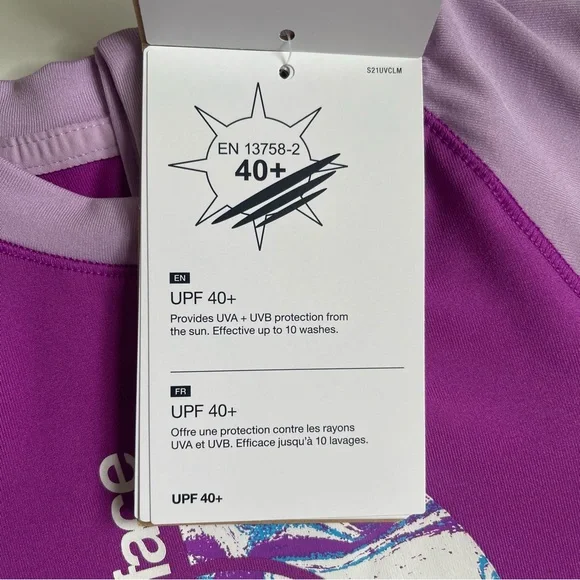 S21UVCLM
EN 13758-2
40+
EN
UPF 40+
Provides UVA + UVB protection from
the sun. Effective up to 10 washes.
FR
UPF 40+
Offre une protection contre les rayons
UVA et UVB. Efficace jusqu'à 10 lavages.
UPF 40+
face